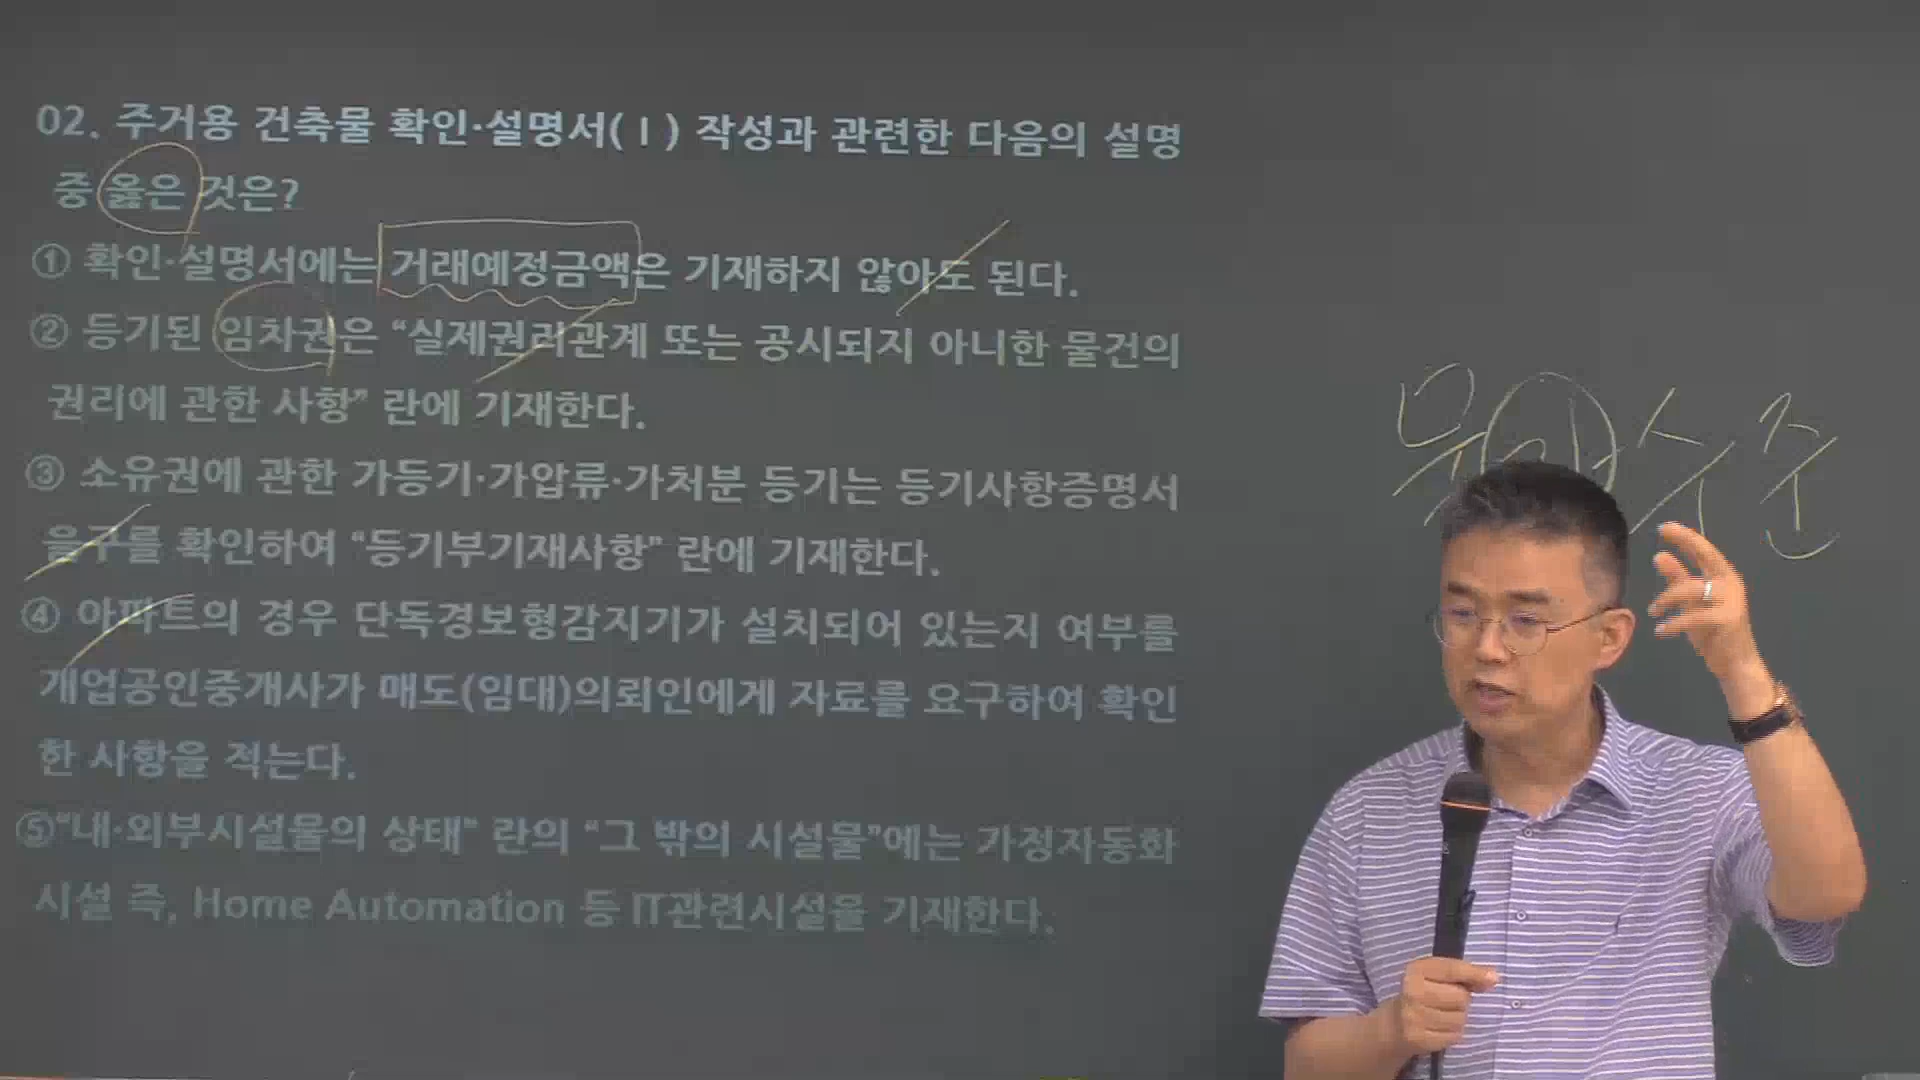 02. 주거용 건축물 확인·설명서(Ⅰ) 작성과 관련한 다음의 설명
중 옳은 것은?
① 확인·설명서에는 거래예정금액은 기재하지 않아도 된다.
② 등기된 임차권은 “실제권리관계 또는 공시되지 아니한 물건의
권리에 관한 사항” 란에 기재한다.
③ 소유권에 관한 가등기·가압류·가처분 등기는 등기사항증명서
을구를 확인하여 “등기부기재사항” 란에 기재한다.
④ 아파트의 경우 단독경보형감지기가 설치되어 있는지 여부를
개업공인중개사가 매도(임대)의뢰인에게 자료를 요구하여 확인
한 사항을 적는다.
⑤“내·외부시설물의 상태” 란의 “그 밖의 시설물”에는 가정자동화
시설 즉, Home Automation 등 IT관련시설을 기재한다.